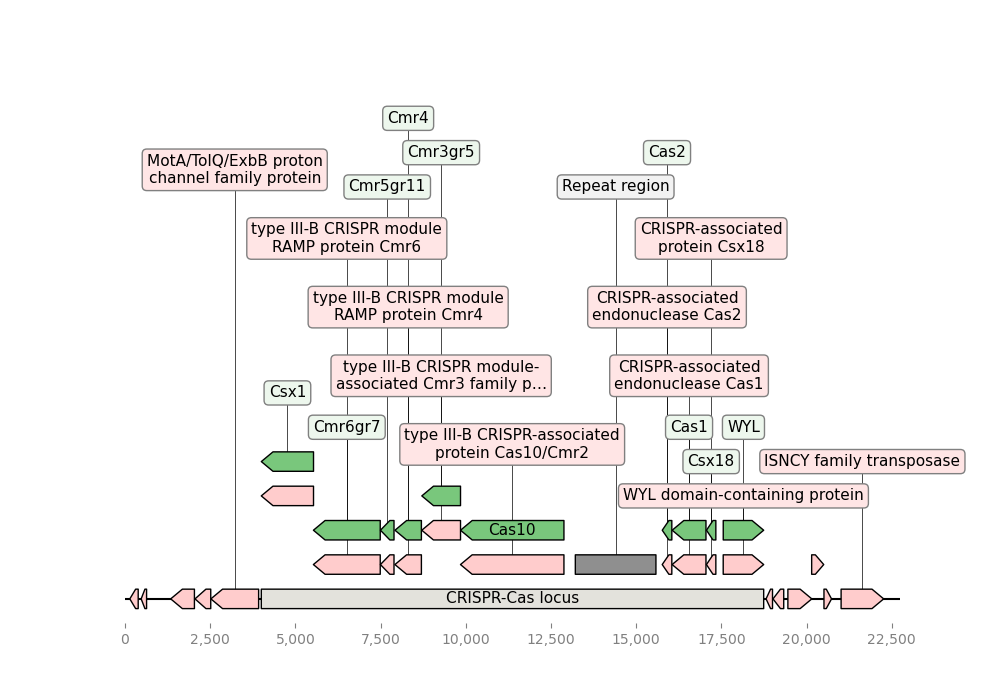 Cmr4
Cmr3gr5
Cas2
MotA/TolQ/ExbB proton
channel family protein
Cmr5gr11
Repeat region
type III-B CRISPR module
RAMP protein Cmr6
CRISPR-associated
protein Csx18
type III-B CRISPR module
RAMP protein Cmr4
CRISPR-associated
endonuclease Cas2
type III-B CRISPR module-
associated Cmr3 family p...
CRISPR-associated
endonuclease Cas1
Csx1
Cmr6gr7
type III-B CRISPR-associated
protein Cas10/Cmr2
Cas1
WYL
Csx18
ISNCY family transposase
WYL domain-containing protein
Cas10
CRISPR-Cas locus
0
2,500
5,000
7,500
10,000
12,500
15,000
17,500
20,000
22,500